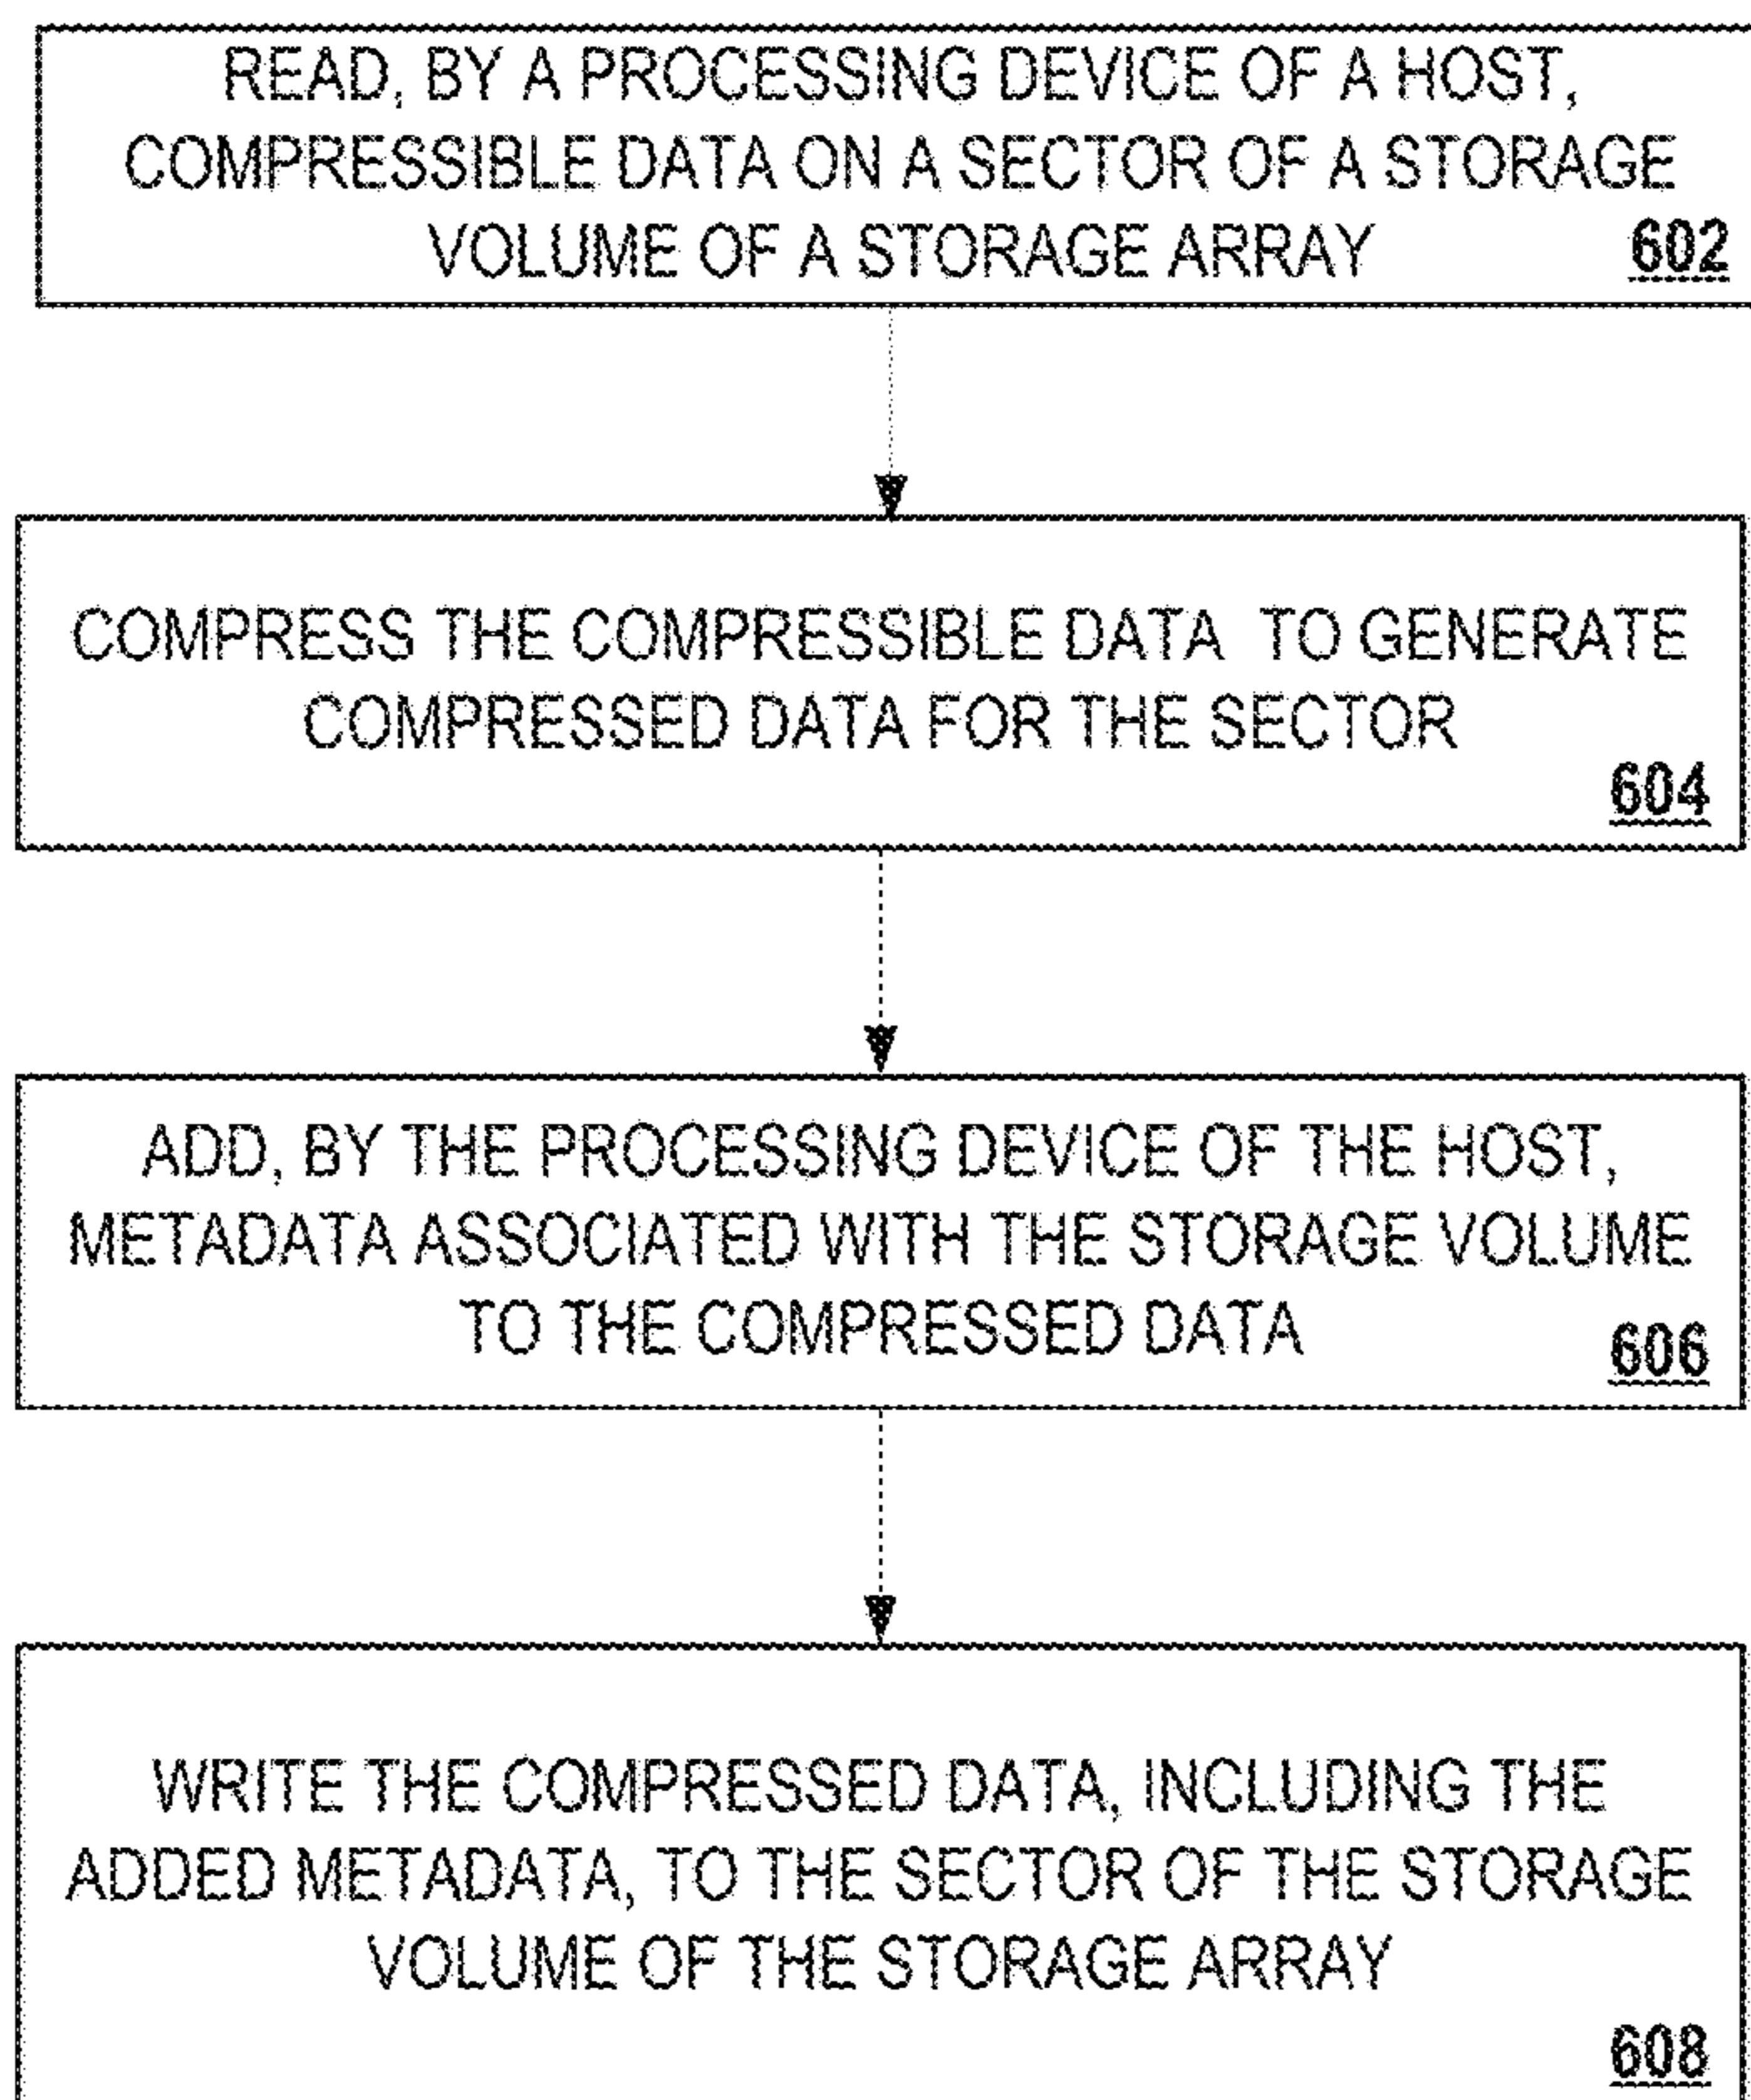 READ, BY A PROCESSING DEVICE OF A HOST,
COMPRESSIBLE DATA ON A SECTOR OF A STORAGE
VOLUME OF A STORAGE ARRAY
602
COMPRESS THE COMPRESSIBLE DATA TO GENERATE
COMPRESSED DATA FOR THE SECTOR
604
ADD, BY THE PROCESSING DEVICE OF THE HOST,
METADATA ASSOCIATED WITH THE STORAGE VOLUME
TO THE COMPRESSED DATA
606
WRITE THE COMPRESSED DATA, INCLUDING THE
ADDED METADATA, TO THE SECTOR OF THE STORAGE
VOLUME OF THE STORAGE ARRAY
608